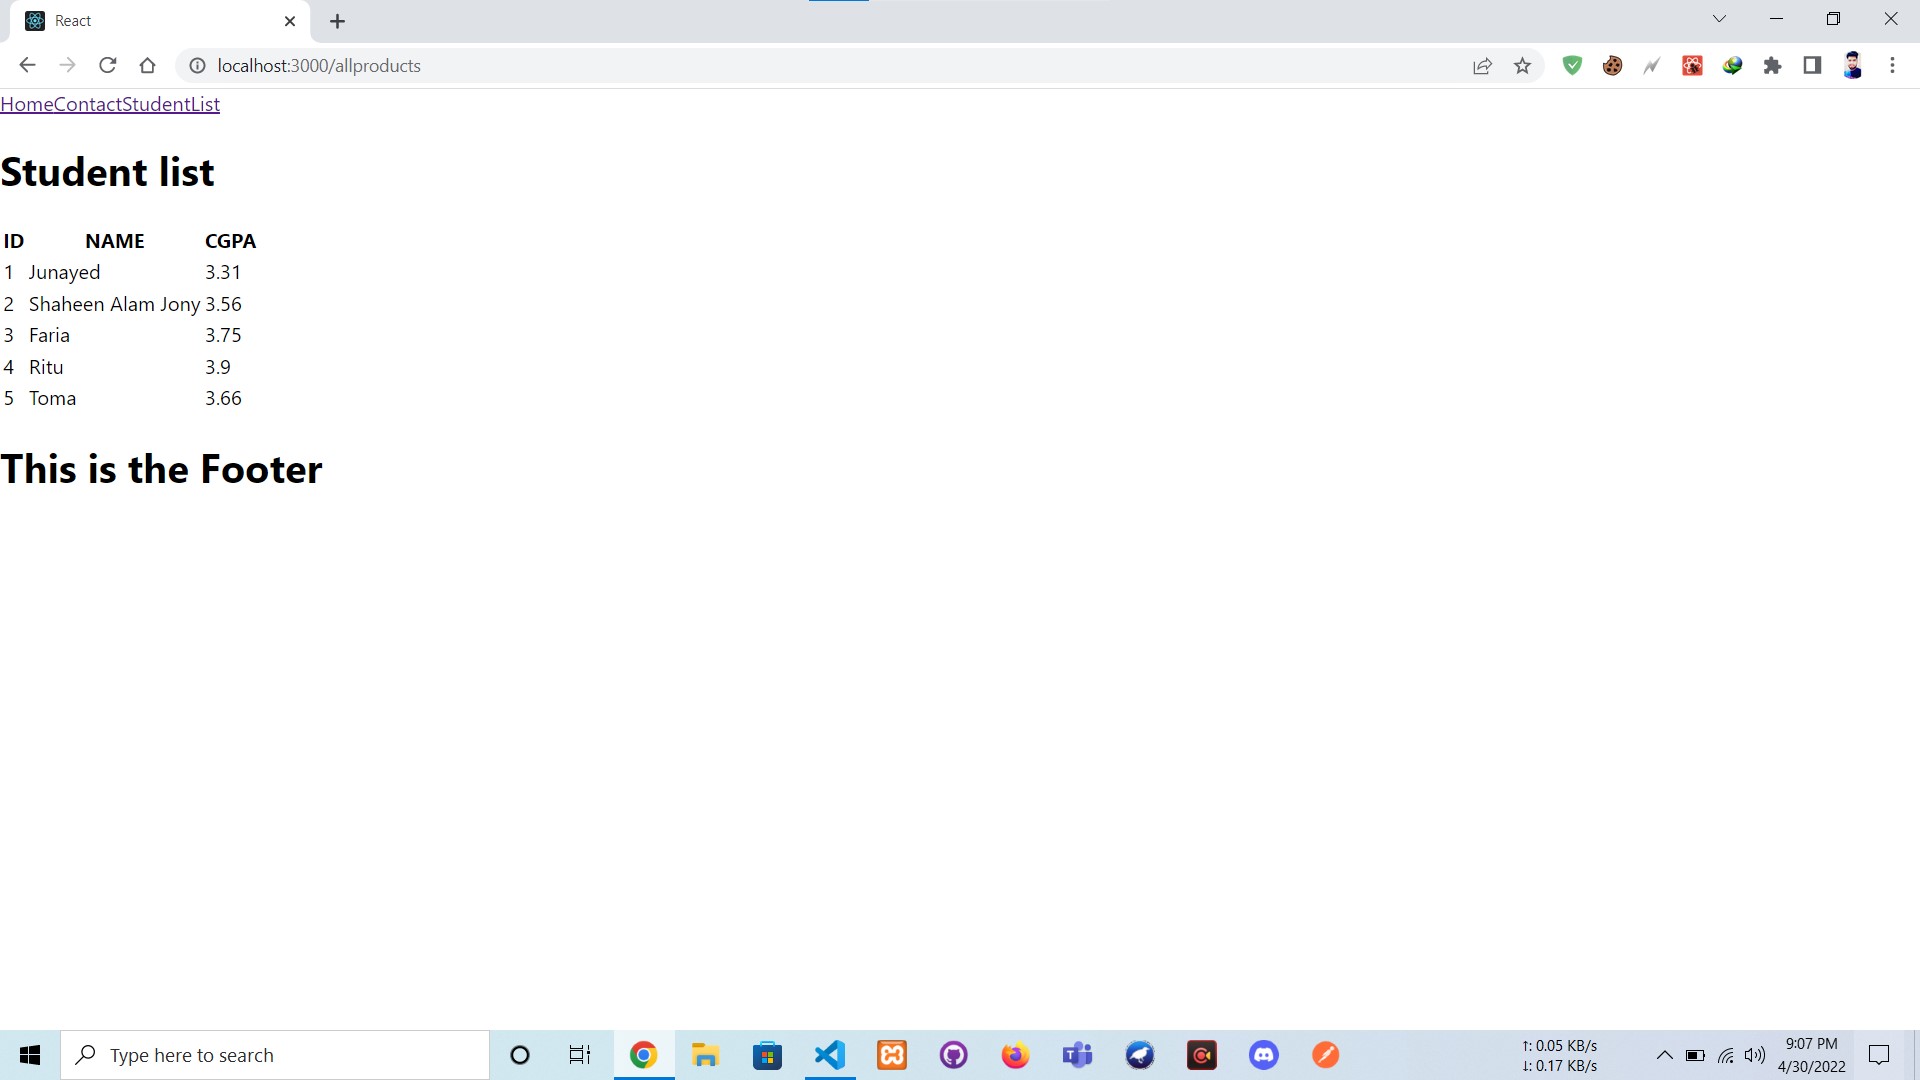 React
localhost:3000/allproducts
HomeContactStudentList
Student list
ID NAME CGPA
1 Junayed 3.31
2 Shaheen Alam Jony 3.56
3 Faria 3.75
4 Ritu 3.9
5 Toma 3.66
This is the Footer
Type here to search
↑: 0.05 KB/s
↓: 0.17 KB/s
9:07 PM
4/30/2022